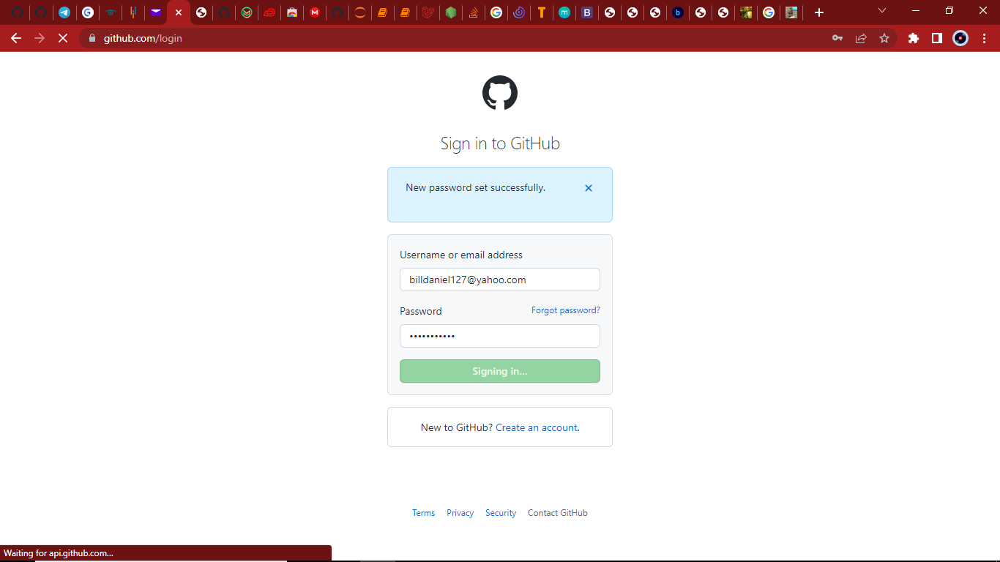 github.com/login
Sign in to GitHub
New password set successfully.
Username or email address
billdaniel127@yahoo.com
Password
Forgot password?
•••••••••••
Signing in...
New to GitHub? Create an account.
Terms Privacy Security Contact GitHub
Waiting for api.github.com...